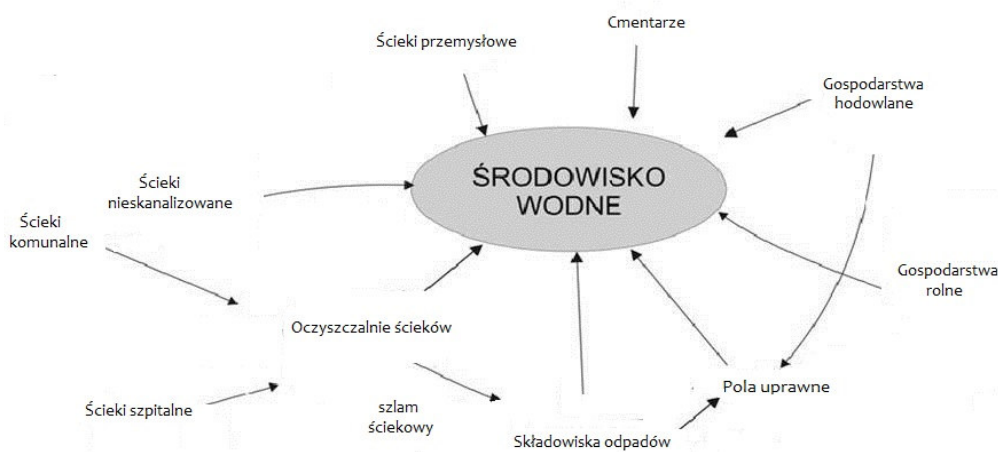 Cmentarze
Ścieki przemysłowe
Gospodarstwa
hodowlane
ŚRODOWISKO
WODNE
Ścieki
nieskanalizowane
Ścieki
komunalne
Gospodarstwa
rolne
Oczyszczalnie ścieków
Pola uprawne
Ścieki szpitalne
szlam
ściekowy
Składowiska odpadów